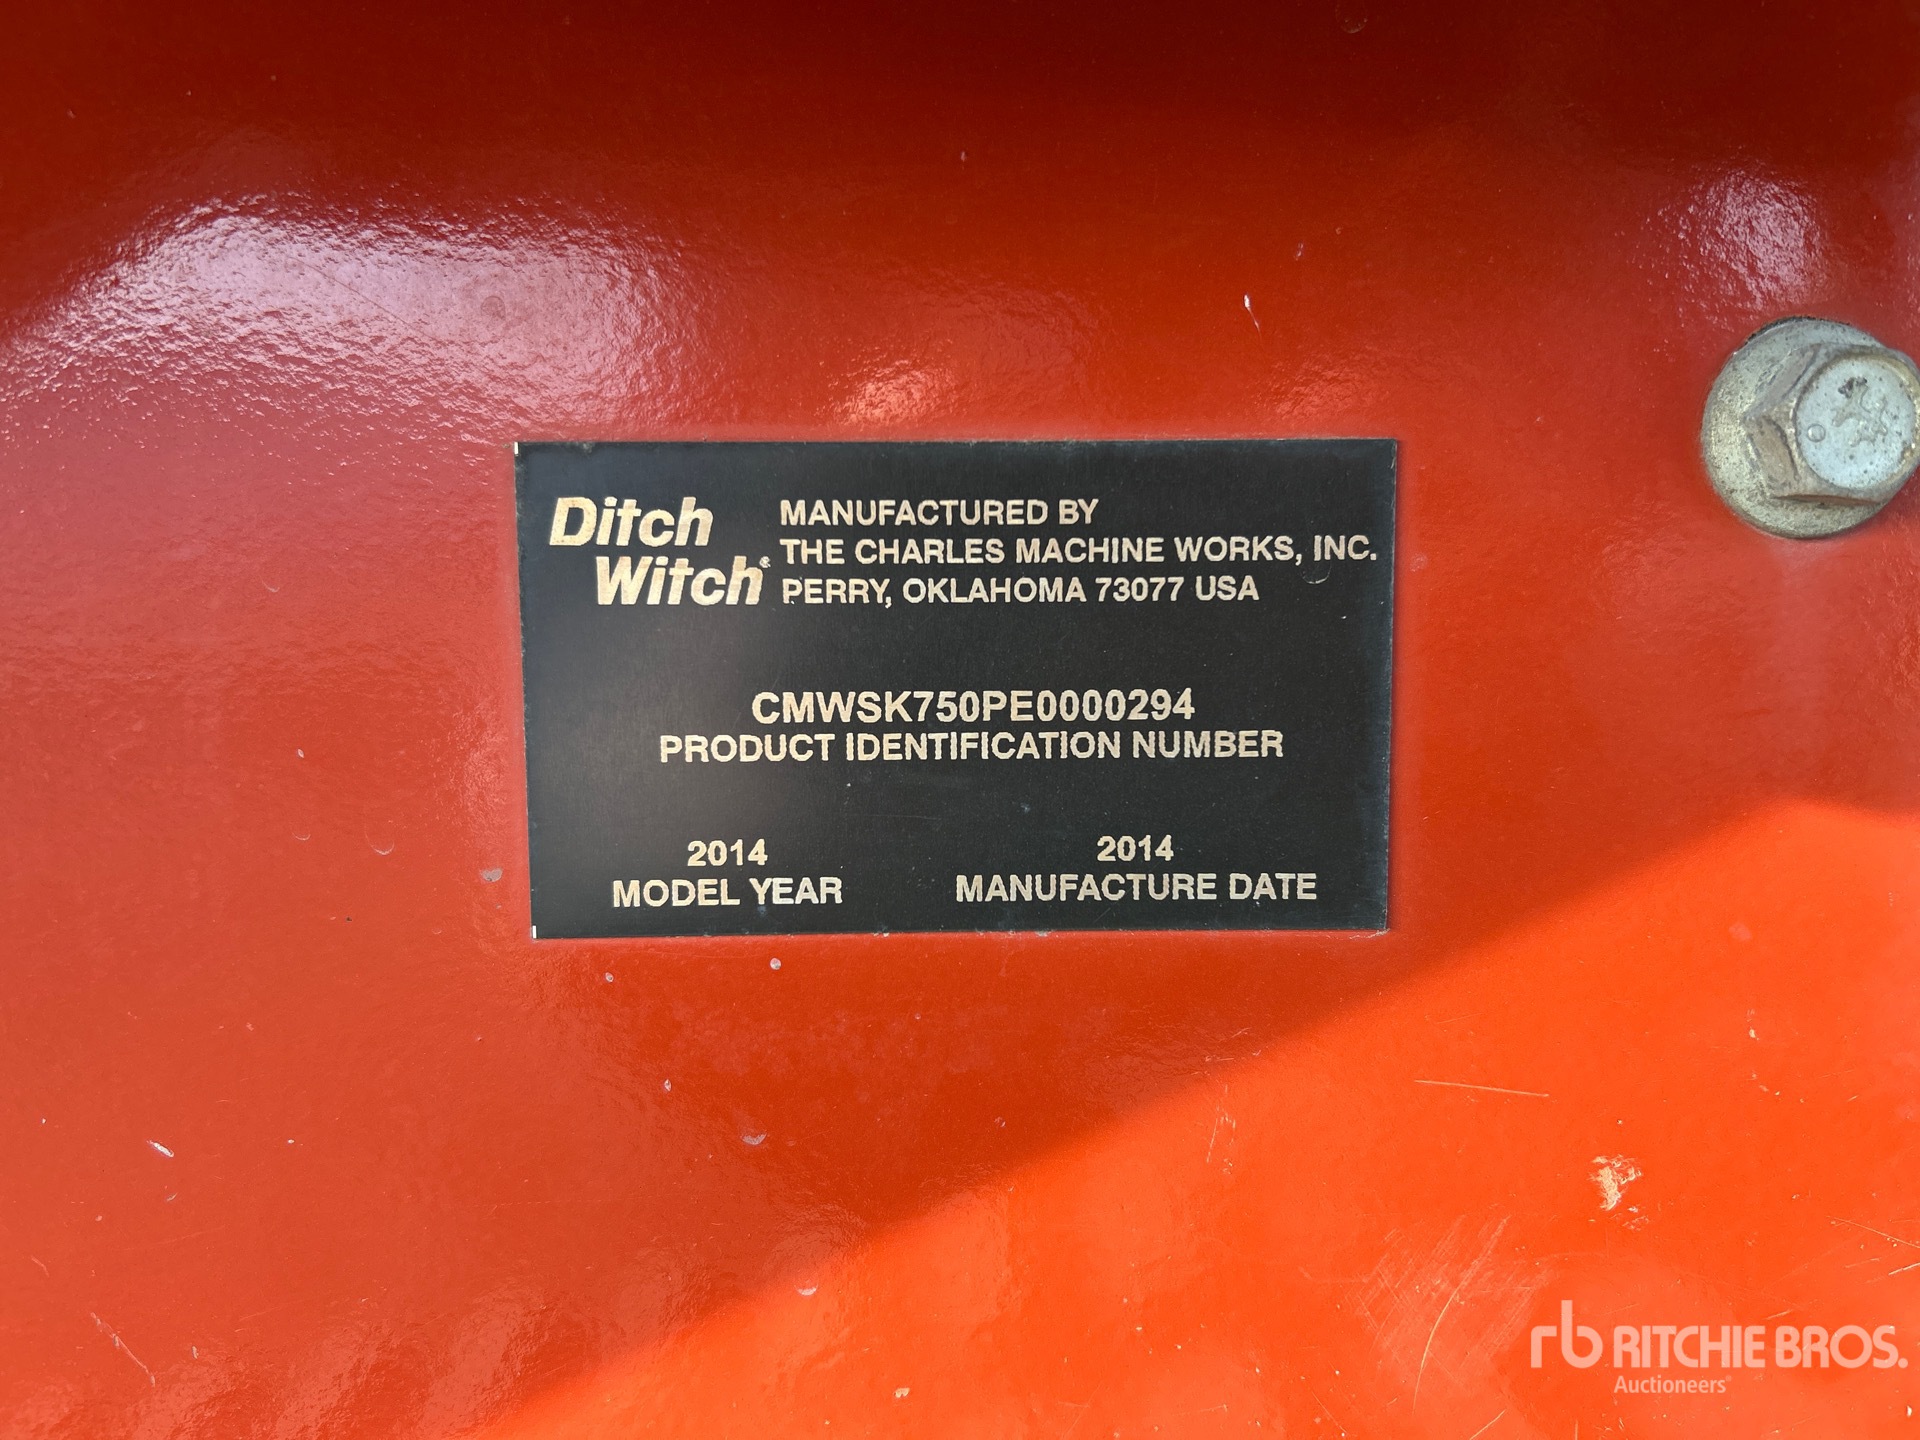 Ditch
Witch®
MANUFACTURED BY
THE CHARLES MACHINE WORKS, INC.
PERRY, OKLAHOMA 73077 USA
CMWSK750PE0000294
PRODUCT IDENTIFICATION NUMBER
2014
MODEL YEAR
2014
MANUFACTURE DATE
rb RITCHIE BROS.
Auctioneers®